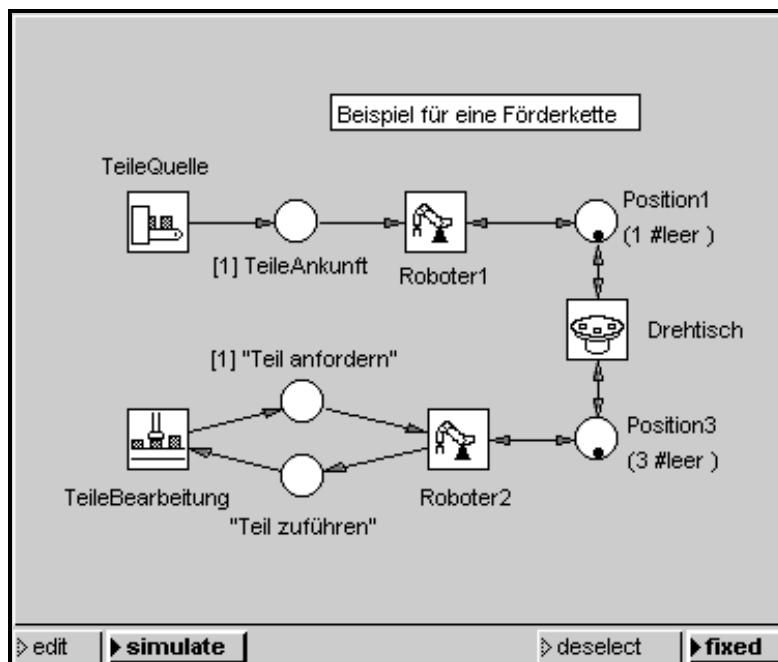 Beispiel für eine Förderkette
TeileQuelle
[1] TeileAnkunft
Roboter1
Position1
(1 #leer )
Drehtisch
[1] "Teil anfordern"
TeileBearbeitung
"Teil zuführen"
Roboter2
Position3
(3 #leer )
edit
simulate
deselect
fixed